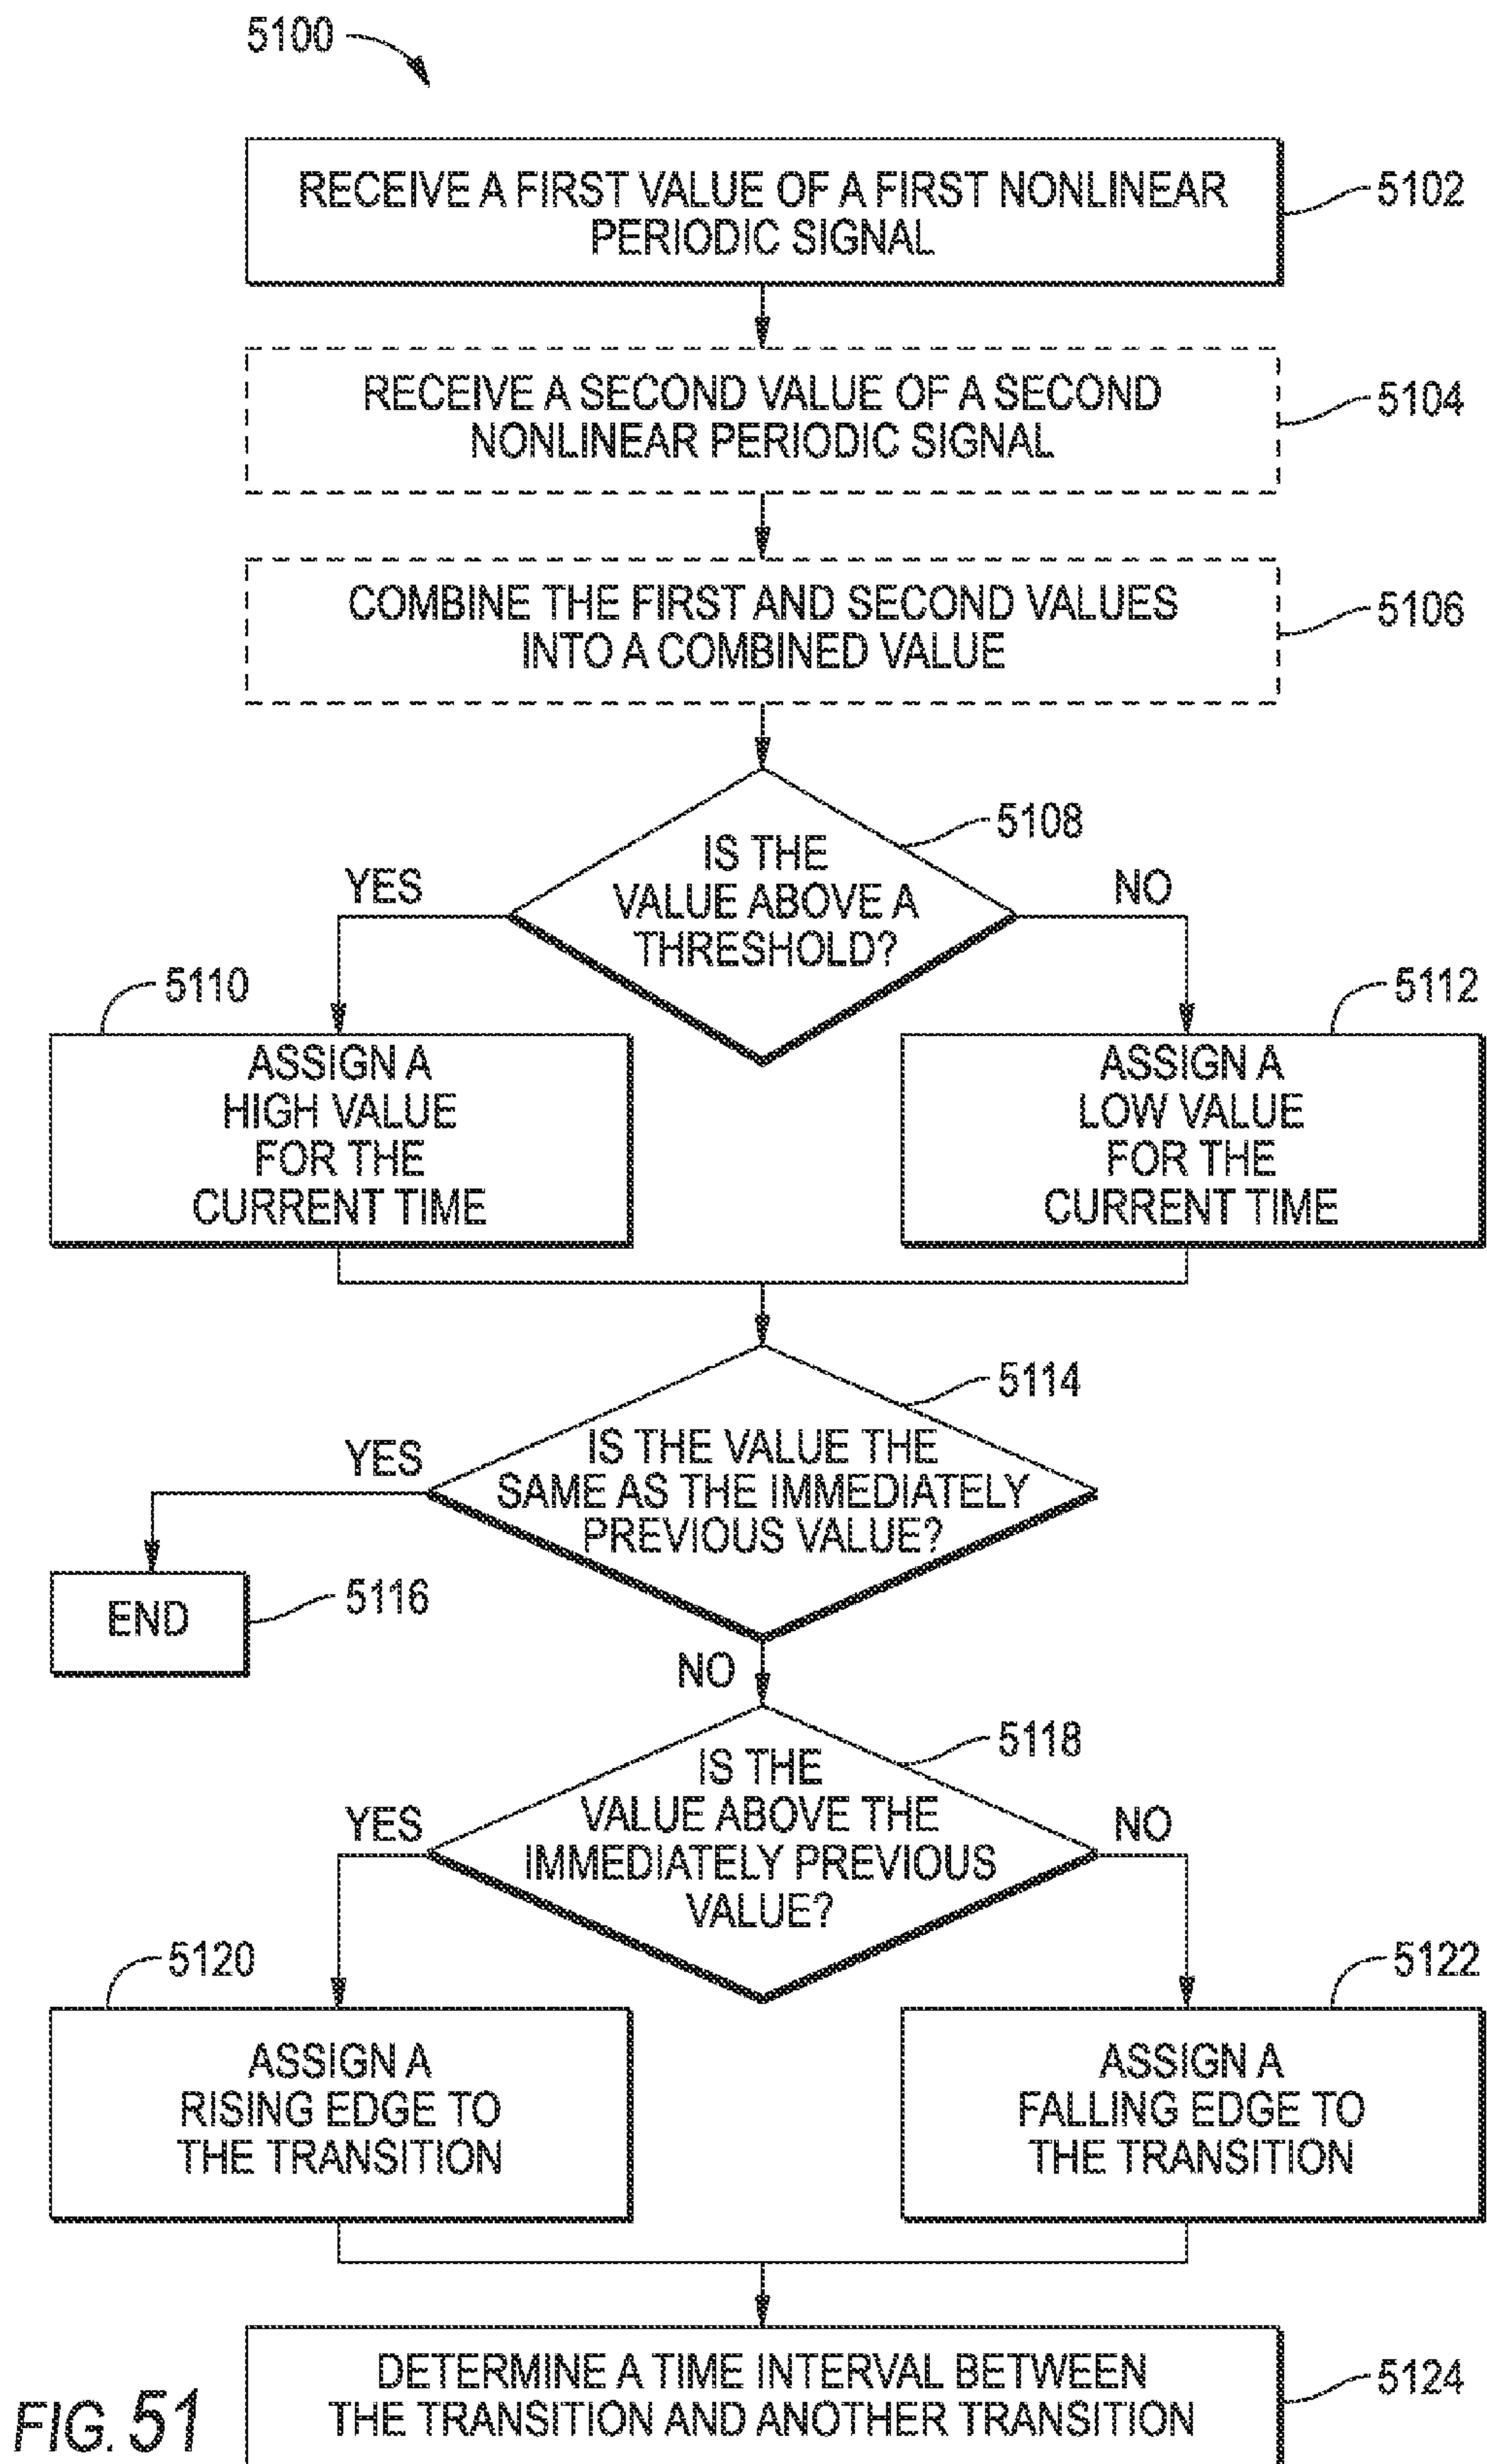 5100
RECEIVE A FIRST VALUE OF A FIRST NONLINEAR
PERIODIC SIGNAL
5102
RECEIVE A SECOND VALUE OF A SECOND
NONLINEAR PERIODIC SIGNAL
5104
COMBINE THE FIRST AND SECOND VALUES
INTO A COMBINED VALUE
5106
IS THE
VALUE ABOVE A
THRESHOLD?
5108
YES
NO
5110
ASSIGN A
HIGH VALUE
FOR THE
CURRENT TIME
5112
ASSIGN A
LOW VALUE
FOR THE
CURRENT TIME
5114
IS THE VALUE THE
SAME AS THE IMMEDIATELY
PREVIOUS VALUE?
YES
END
5116
NO
5118
IS THE
VALUE ABOVE THE
IMMEDIATELY PREVIOUS
VALUE?
YES
NO
5120
ASSIGN A
RISING EDGE TO
THE TRANSITION
5122
ASSIGN A
FALLING EDGE TO
THE TRANSITION
DETERMINE A TIME INTERVAL BETWEEN
THE TRANSITION AND ANOTHER TRANSITION
5124
FIG. 51